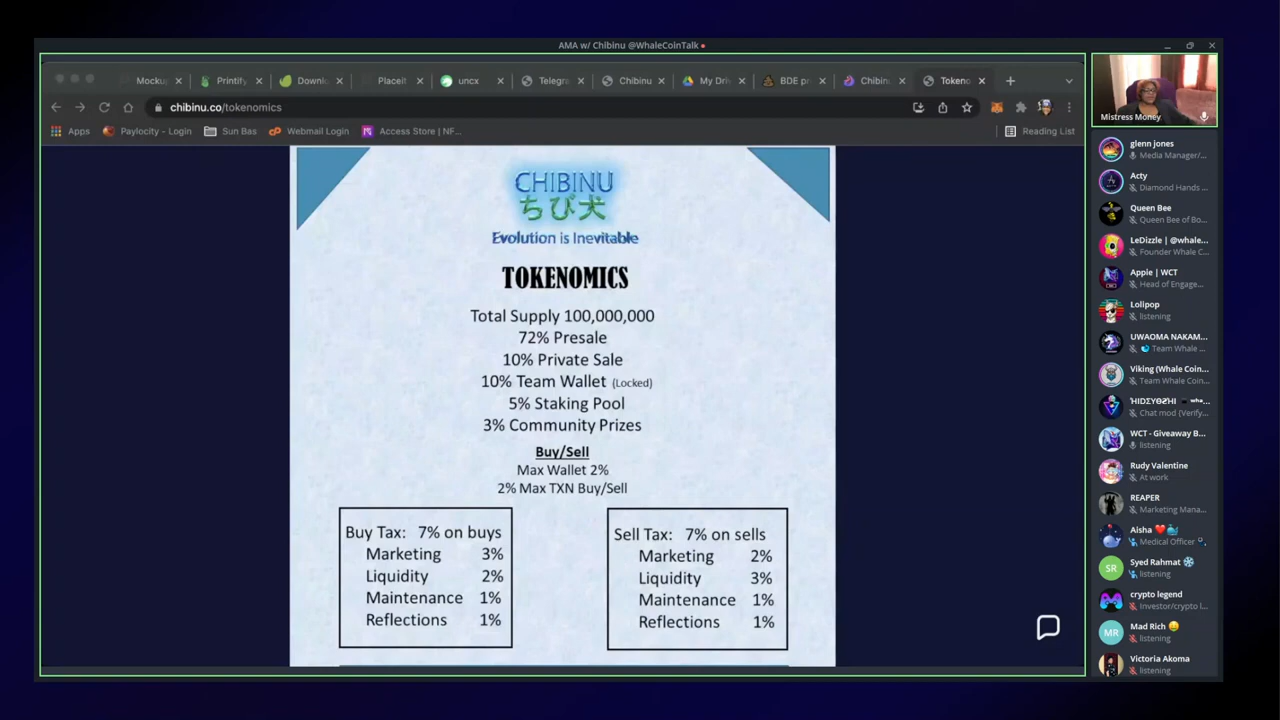 AMA w/ Chibinu @WhaleCoinTalk
Mockup
Printify
Downlo
PlaceIt
uncx
Telegra
Chibinu
My Driv
BDE p
Chibin
Tokeno
chibinu.co/tokenomics
Apps
Paylocity - Login
Sun Bas
Webmail Login
Access Store | NF...
Reading List
CHIBINU
ちび犬
Evolution is Inevitable
TOKENOMICS
Total Supply 100,000,000
72% Presale
10% Private Sale
10% Team Wallet (Locked)
5% Staking Pool
3% Community Prizes
Buy/Sell
Max Wallet 2%
2% Max TXN Buy/Sell
Buy Tax: 7% on buys
Marketing 3%
Liquidity 2%
Maintenance 1%
Reflections 1%
Sell Tax: 7% on sells
Marketing 2%
Liquidity 3%
Maintenance 1%
Reflections 1%
Mistress Money
glenn jones
Media Manager/...
Acty
Diamond Hands ...
Queen Bee
Queen Bee of Bo...
LeDizzle | @whale...
Founder Whale C...
Apple | WCT
Head of Engage...
Lolipop
listening
UWAOMA NAKAM...
Team Whale ...
Viking (Whale Coin...
Team Whale Coin...
Chat mod {Verify...
WCT - Giveaway B...
listening
Rudy Valentine
At work
REAPER
Marketing Mana...
Aisha
Medical Officer
SR
Syed Rahmat
listening
crypto legend
Investor/crypto l...
MR
Mad Rich
listening
Victoria Akoma
listening